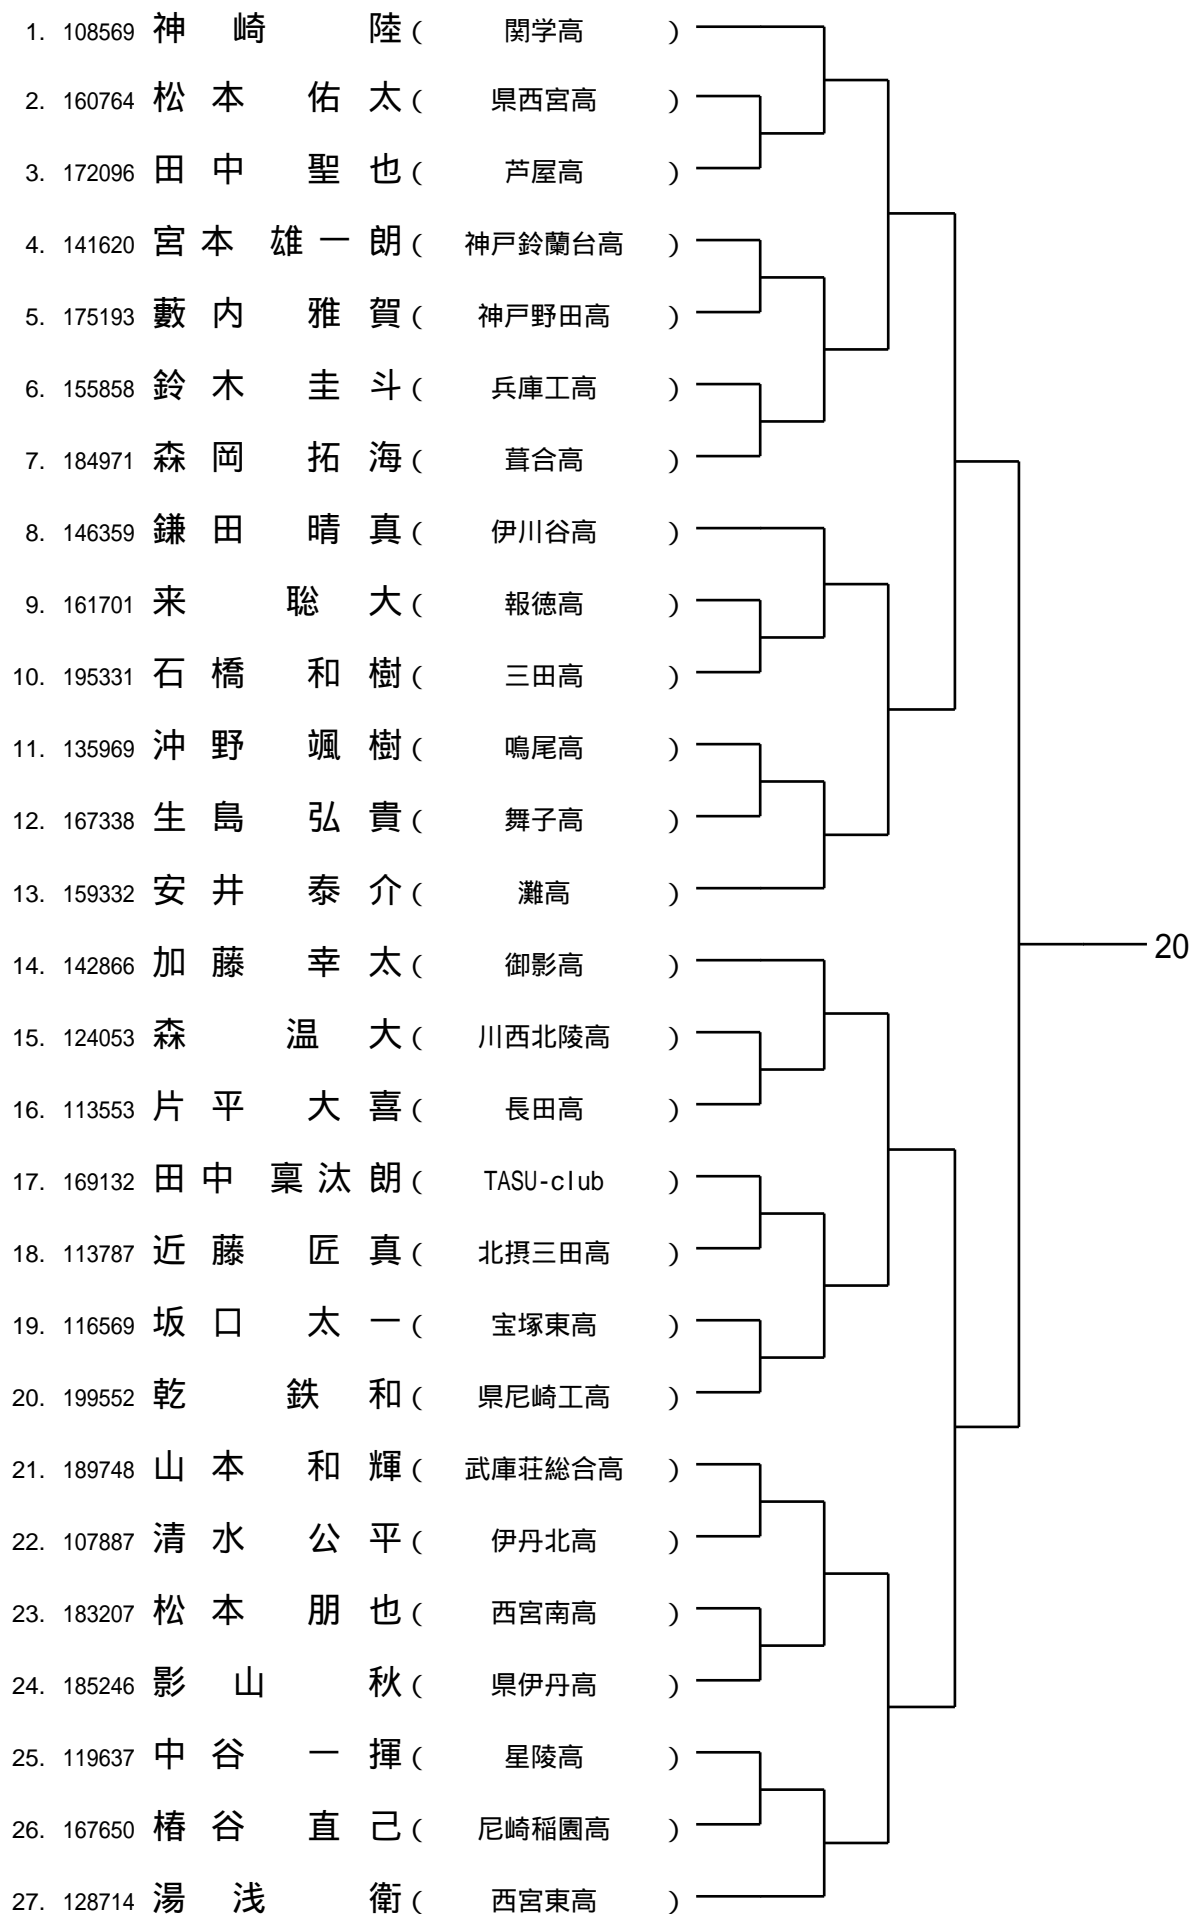 1. 108569 神崎 陸 ( 関学高 )
2. 160764 松本 佑太 ( 県西宮高 )
3. 172096 田中 聖也 ( 芦屋高 )
4. 141620 宮本 雄一朗 ( 神戸鈴蘭台高 )
5. 175193 藪内 雅賀 ( 神戸野田高 )
6. 155858 鈴木 圭斗 ( 兵庫工高 )
7. 184971 森岡 拓海 ( 葺合高 )
8. 146359 鎌田 晴真 ( 伊川谷高 )
9. 161701 来 聡大 ( 報徳高 )
10. 195331 石橋 和樹 ( 三田高 )
11. 135969 沖野 颯樹 ( 鳴尾高 )
12. 167338 生島 弘貴 ( 舞子高 )
13. 159332 安井 泰介 ( 灘高 )
20
14. 142866 加藤 幸太 ( 御影高 )
15. 124053 森 温大 ( 川西北陵高 )
16. 113553 片平 大喜 ( 長田高 )
17. 169132 田中 稟汰朗 ( TASU-club )
18. 113787 近藤 匠真 ( 北摂三田高 )
19. 116569 坂口 太一 ( 宝塚東高 )
20. 199552 乾 鉄和 ( 県尼崎工高 )
21. 189748 山本 和輝 ( 武庫荘総合高 )
22. 107887 清水 公平 ( 伊丹北高 )
23. 183207 松本 朋也 ( 西宮南高 )
24. 185246 影山 秋 ( 県伊丹高 )
25. 119637 中谷 一揮 ( 星陵高 )
26. 167650 椿谷 直己 ( 尼崎稲園高 )
27. 128714 湯浅 衛 ( 西宮東高 )